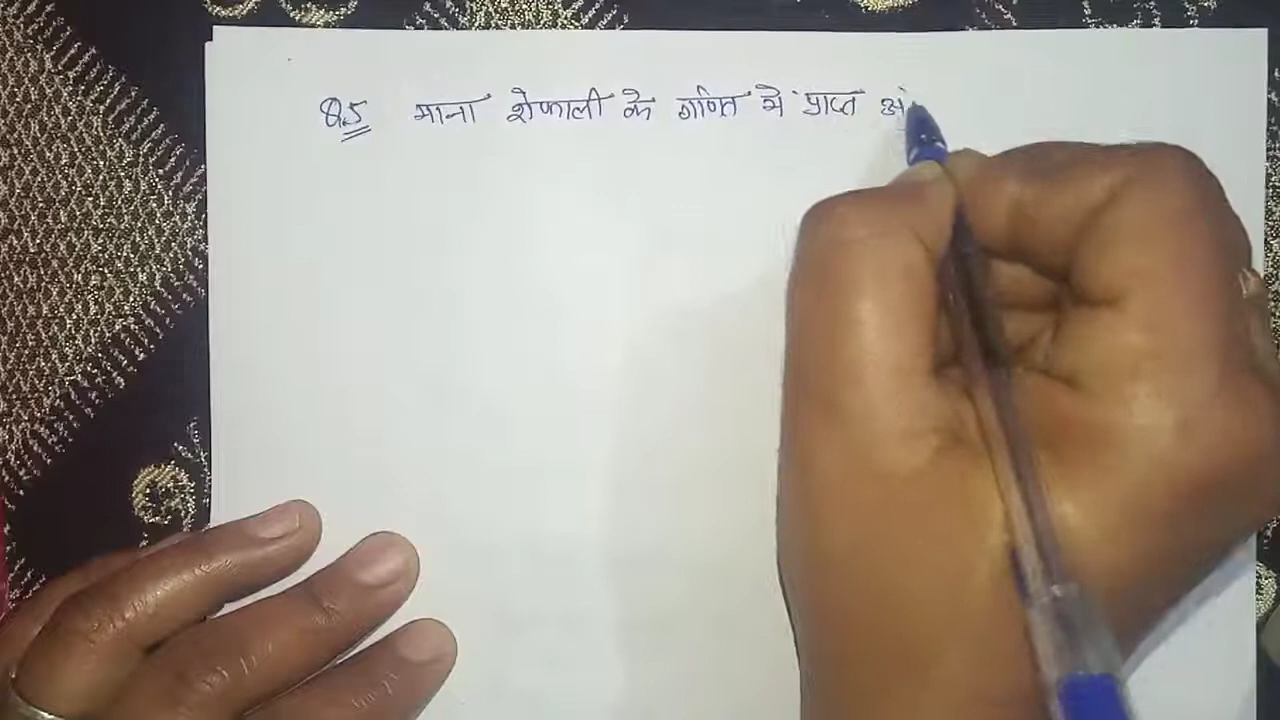 Q.5 माना शेफाली के गणित में प्राप्त अं